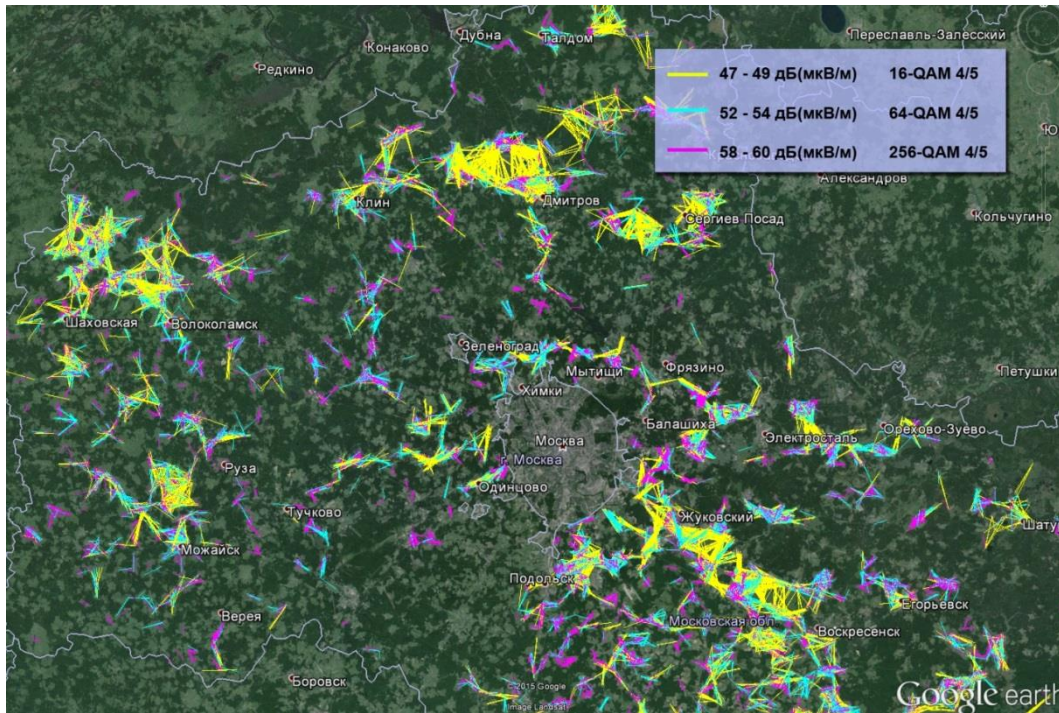 Дубна
Талдом
Переславль-Залесский
Конаково
Редкино
47 - 49 дБ(мкВ/м) 16-QAM 4/5
52 - 54 дБ(мкВ/м) 64-QAM 4/5
58 - 60 дБ(мкВ/м) 256-QAM 4/5
Ю
Александров
Клин
Дмитров
Сергиев Посад
Кольчугино
Шаховская
Волоколамск
Зеленоград
Мытищи
Фрязино
Петушки
Химки
Балашиха
Электросталь
Орехово-Зуево
Москва
г. Москва
Руза
Одинцово
Тучково
Жуковский
Шату
Можайск
Подольск
Егорьевск
Верея
Московская обл
Воскресенск
Боровск
© 2015 Google
Image Landsat
Google earth